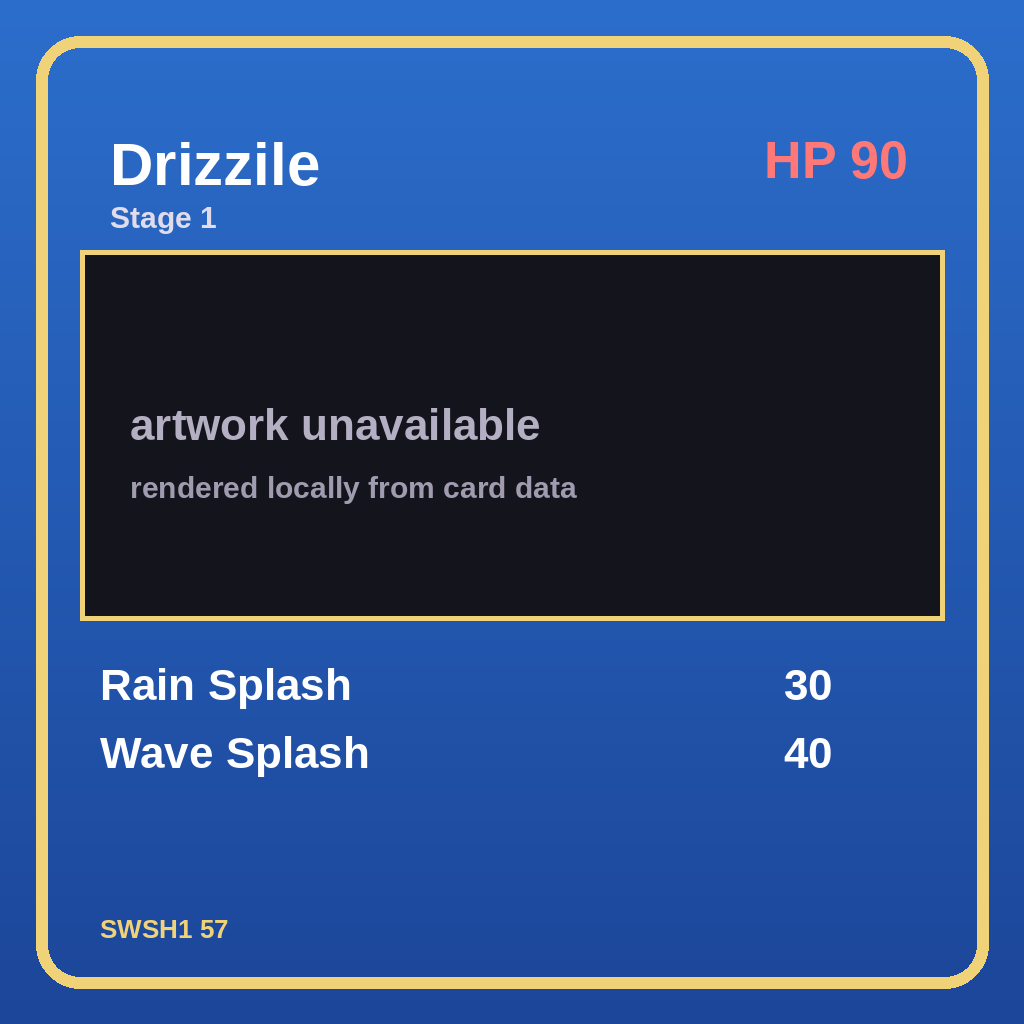 Drizzile
HP 90
Stage 1
artwork unavailable
rendered locally from card data
Rain Splash 30
Wave Splash 40
SWSH1 57